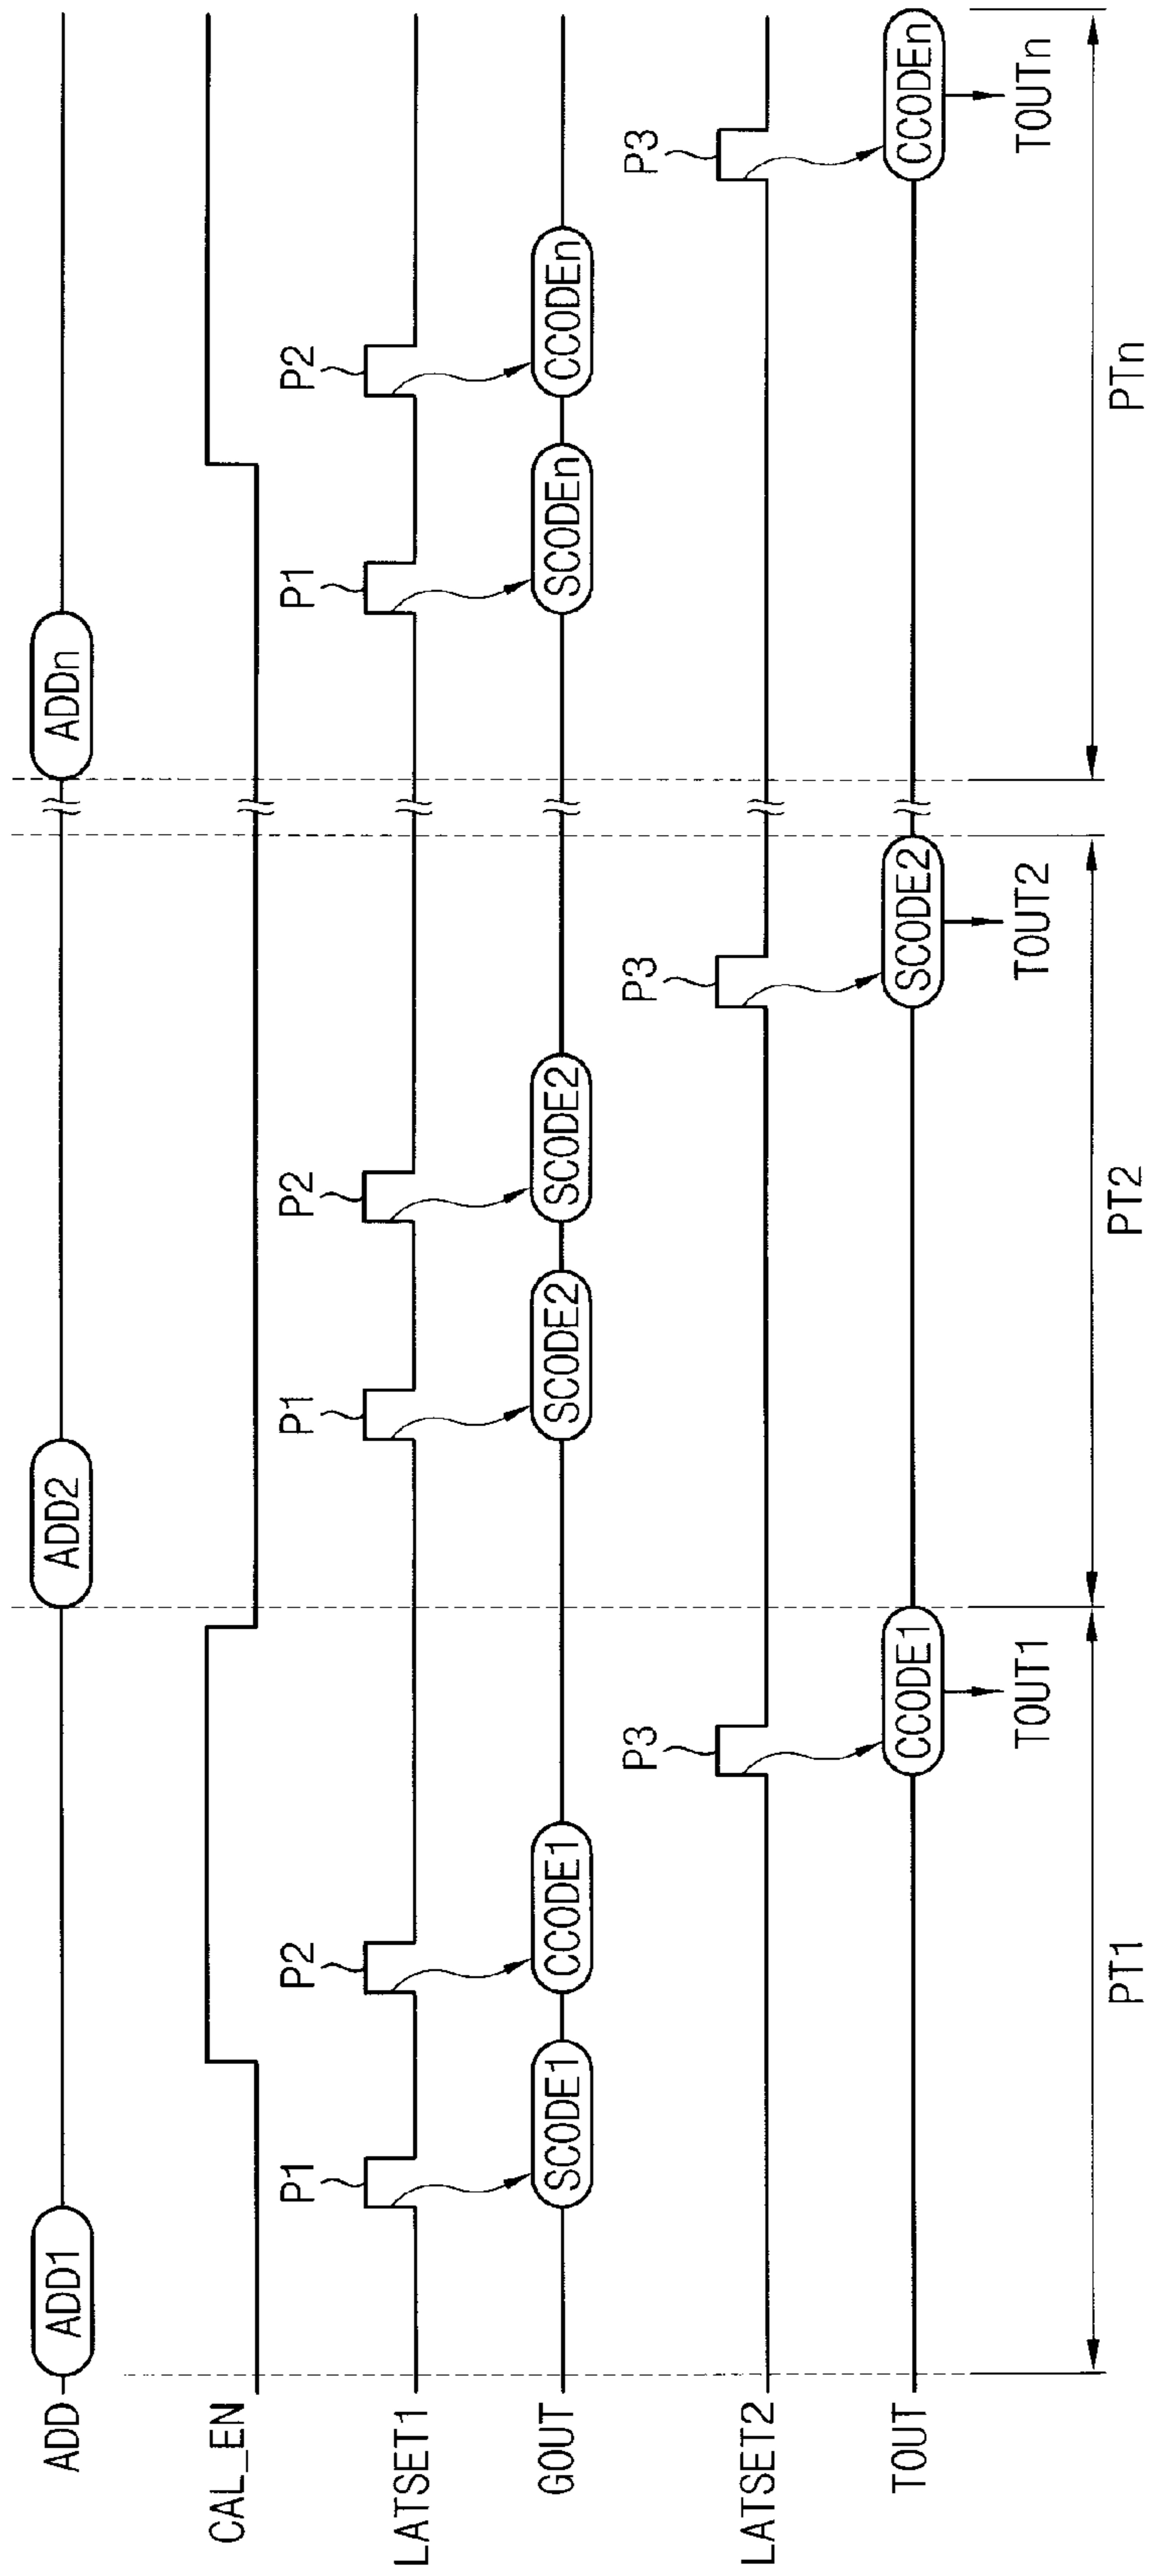 ADD
ADD1
ADD2
ADDn
CAL_EN
LATSET1
P1
P2
P1
P2
P1
P2
GOUT
SCODE1
CCODE1
SCODE2
SCODE2
SCODEn
CCODEn
LATSET2
P3
P3
P3
TOUT
CCODE1
SCODE2
CCODEn
TOUT1
TOUT2
TOUTn
PT1
PT2
PTn